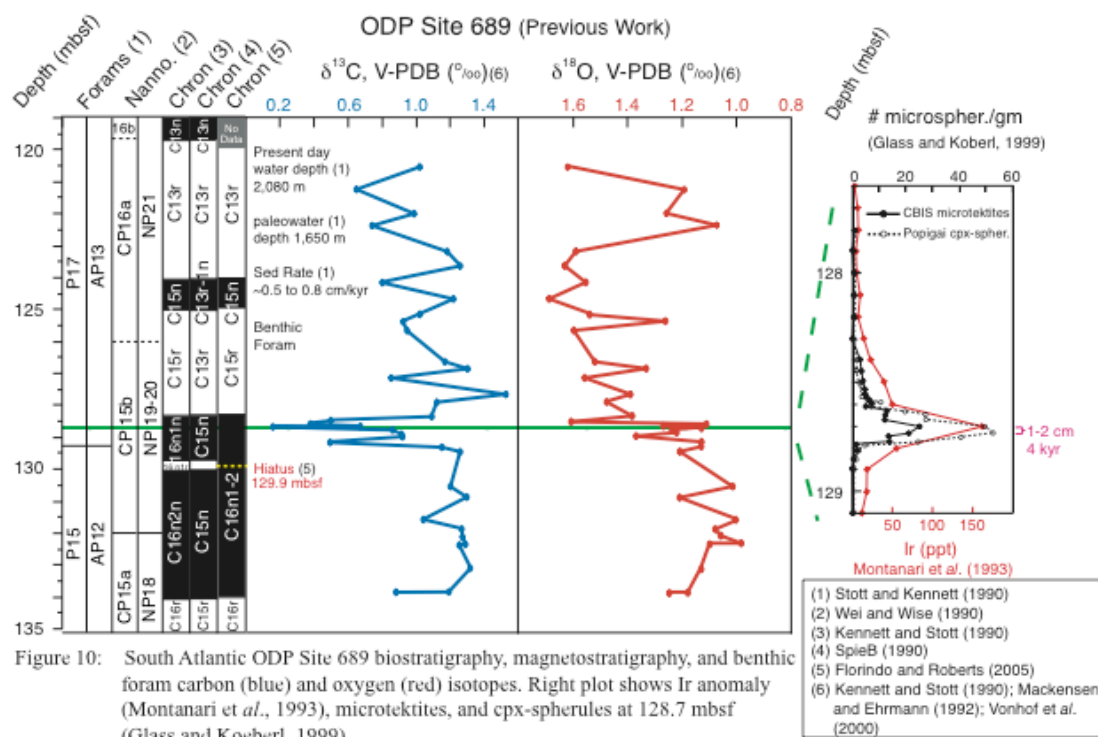 ODP Site 689 (Previous Work)
Depth (mbsf)
Forams (1)
Nanno. (2)
Chron (3)
Chron (4)
Chron (5)
δ¹³C, V-PDB (⁰/₀₀)(6)
δ¹⁸O, V-PDB (⁰/₀₀)(6)
0.2 0.6 1.0 1.4
1.6 1.4 1.2 1.0 0.8
120
125
130
135
P17
P15
AP13
AP12
16b
CP16a
CP15b
CP15a
NP21
NP19-20
NP18
C13n
C13r
C15n
C15r
16n1n
C16n2n
C16r
C13n
C13r
C13r-1n
C13r
C15n
C15n
C15r
No
Data
C13r
C15n
C15r
C16n1-2
C16r
Present day
water depth (1)
2,080 m
paleowater (1)
depth 1,650 m
Sed Rate (1)
~0.5 to 0.8 cm/kyr
Benthic
Foram
Hiatus (5)
129.9 mbsf
Depth (mbsf)
# microspher./gm
(Glass and Koberl, 1999)
0 20 40 60
CBIS microtektites
Popigai cpx-spher.
128
129
1-2 cm
4 kyr
50 100 150
Ir (ppt)
Montanari et al. (1993)
(1) Stott and Kennett (1990)
(2) Wei and Wise (1990)
(3) Kennett and Stott (1990)
(4) SpieB (1990)
(5) Florindo and Roberts (2005)
(6) Kennett and Stott (1990); Mackensen
and Ehrmann (1992); Vonhof et al.
(2000)
Figure 10: South Atlantic ODP Site 689 biostratigraphy, magnetostratigraphy, and benthic
foram carbon (blue) and oxygen (red) isotopes. Right plot shows Ir anomaly
(Montanari et al., 1993), microtektites, and cpx-spherules at 128.7 mbsf
(Glass and Koeberl, 1999)